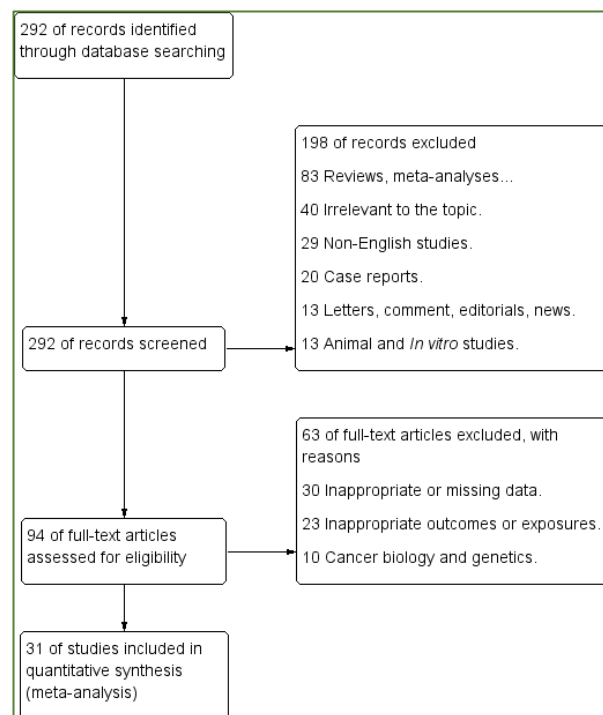 292 of records identified
through database searching
198 of records excluded
83 Reviews, meta-analyses...
40 Irrelevant to the topic.
29 Non-English studies.
20 Case reports.
13 Letters, comment, editorials, news.
13 Animal and In vitro studies.
292 of records screened
63 of full-text articles excluded, with
reasons
30 Inappropriate or missing data.
23 Inappropriate outcomes or exposures.
10 Cancer biology and genetics.
94 of full-text articles
assessed for eligibility
31 of studies included in
quantitative synthesis
(meta-analysis)